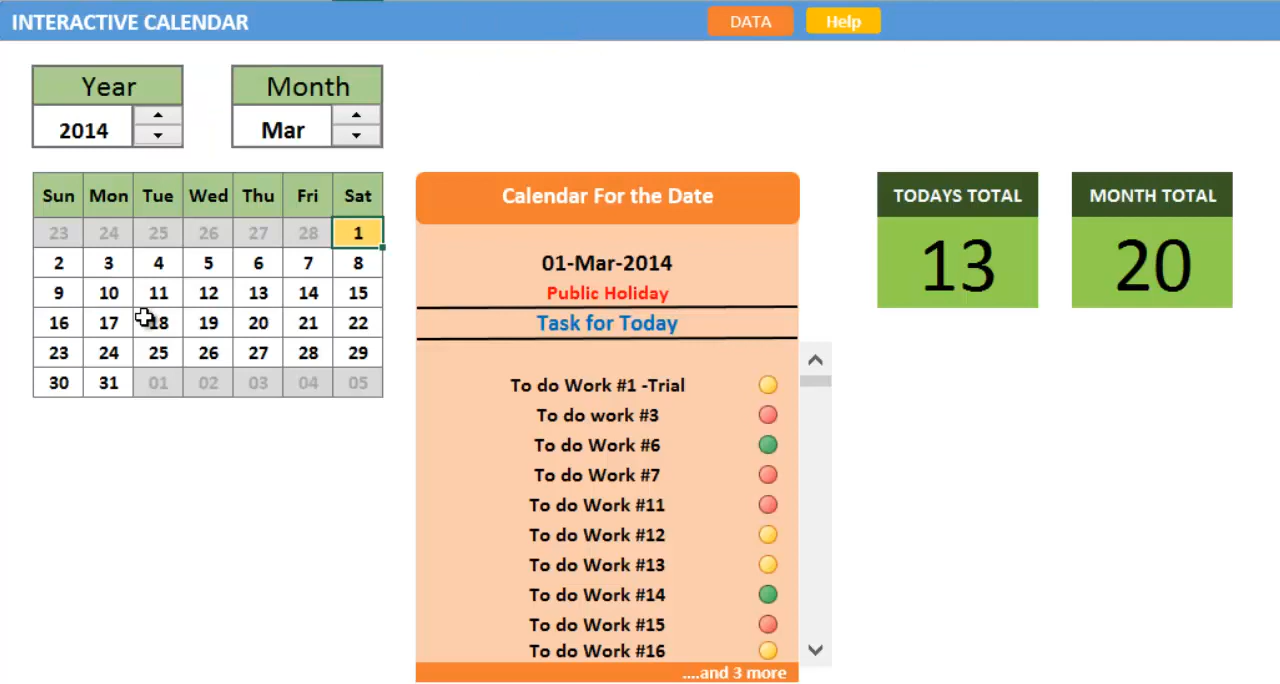 INTERACTIVE CALENDAR
DATA
Help
Year
Month
2014
Mar
Sun Mon Tue Wed Thu Fri Sat
23 24 25 26 27 28 1
2 3 4 5 6 7 8
9 10 11 12 13 14 15
16 17 18 19 20 21 22
23 24 25 26 27 28 29
30 31 01 02 03 04 05
Calendar For the Date
01-Mar-2014
Public Holiday
Task for Today
To do Work #1 -Trial
To do work #3
To do Work #6
To do Work #7
To do Work #11
To do Work #12
To do Work #13
To do Work #14
To do Work #15
To do Work #16
....and 3 more
TODAYS TOTAL
13
MONTH TOTAL
20